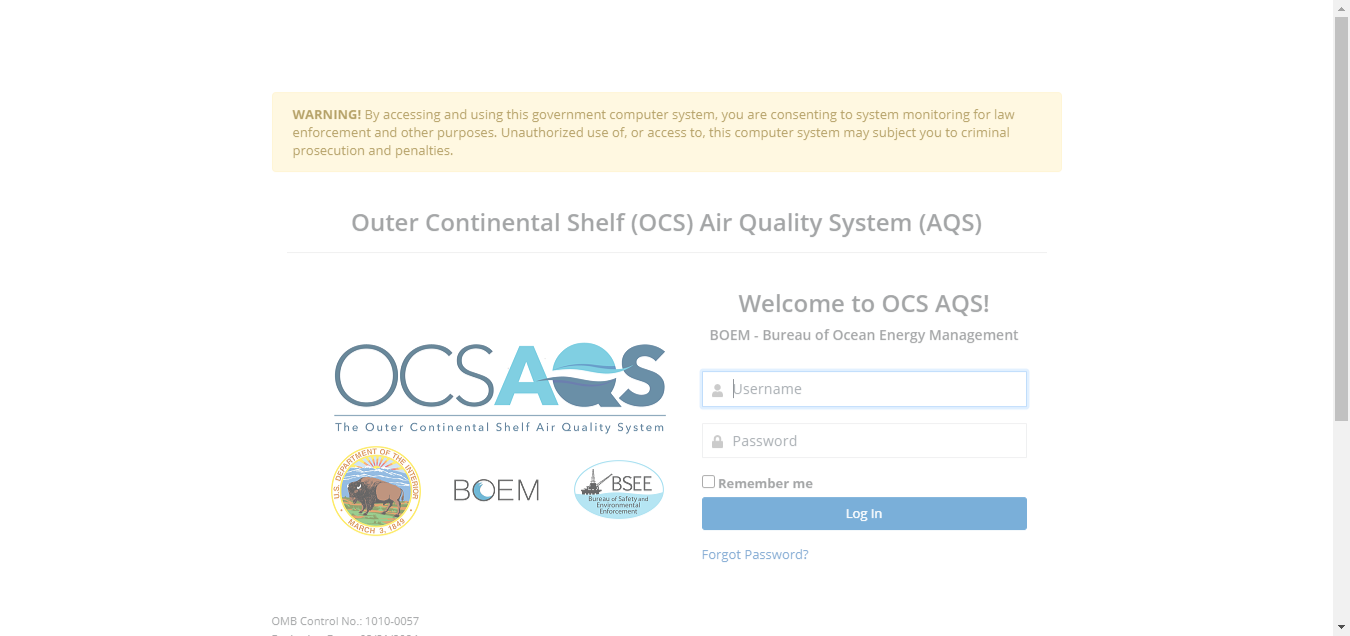 WARNING! By accessing and using this government computer system, you are consenting to system monitoring for law
enforcement and other purposes. Unauthorized use of, or access to, this computer system may subject you to criminal
prosecution and penalties.
Outer Continental Shelf (OCS) Air Quality System (AQS)
OCSAQS
The Outer Continental Shelf Air Quality System
U.S. DEPARTMENT OF THE INTERIOR
MARCH 3, 1849
BOEM
BSEE
Bureau of Safety and
Environmental
Enforcement
Welcome to OCS AQS!
BOEM - Bureau of Ocean Energy Management
Username
Password
Remember me
Log In
Forgot Password?
OMB Control No.: 1010-0057